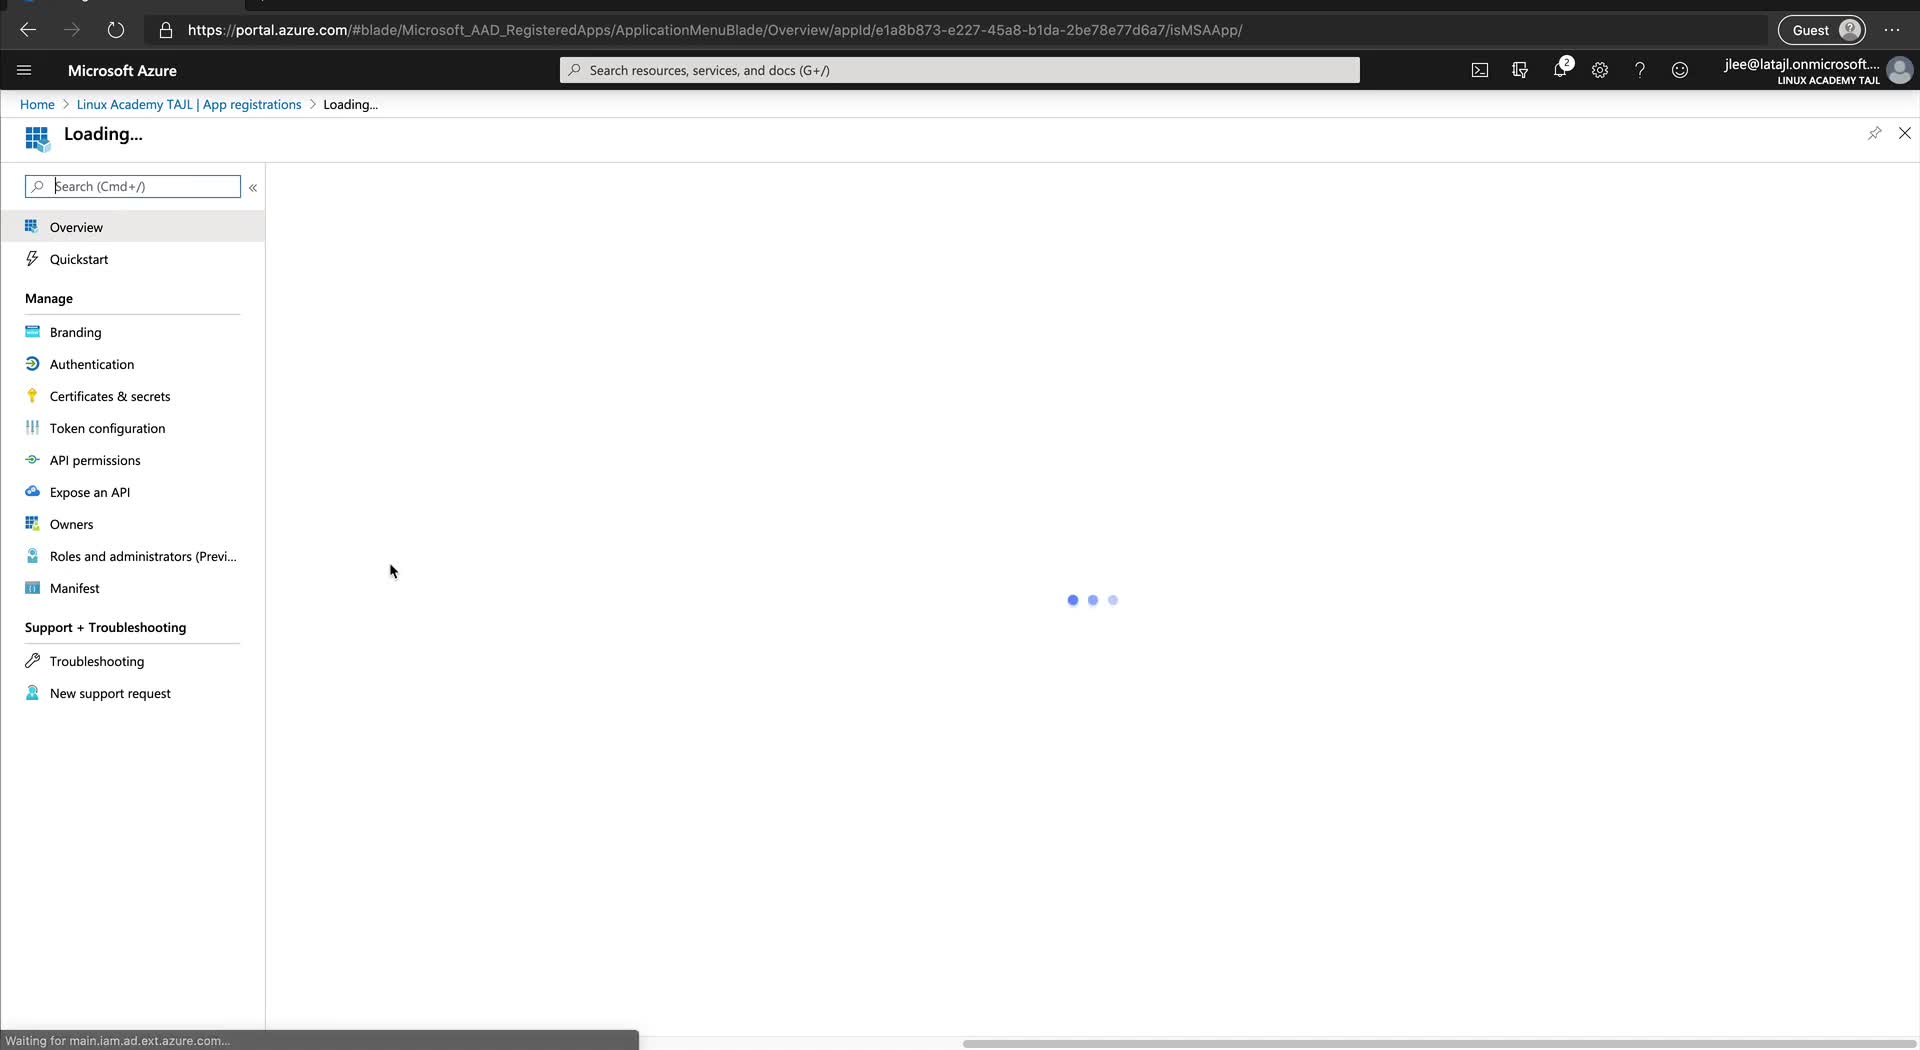 https://portal.azure.com/#blade/Microsoft_AAD_RegisteredApps/ApplicationMenuBlade/Overview/appId/e1a8b873-e227-45a8-b1da-2be78e77d6a7/isMSAApp/
Guest
Microsoft Azure
Search resources, services, and docs (G+/)
2
jlee@latajl.onmicrosoft....
LINUX ACADEMY TAJL
Home > Linux Academy TAJL | App registrations > Loading...
Loading...
Search (Cmd+/)
Overview
Quickstart
Manage
Branding
Authentication
Certificates & secrets
Token configuration
API permissions
Expose an API
Owners
Roles and administrators (Previ...
Manifest
Support + Troubleshooting
Troubleshooting
New support request
Waiting for main.iam.ad.ext.azure.com...